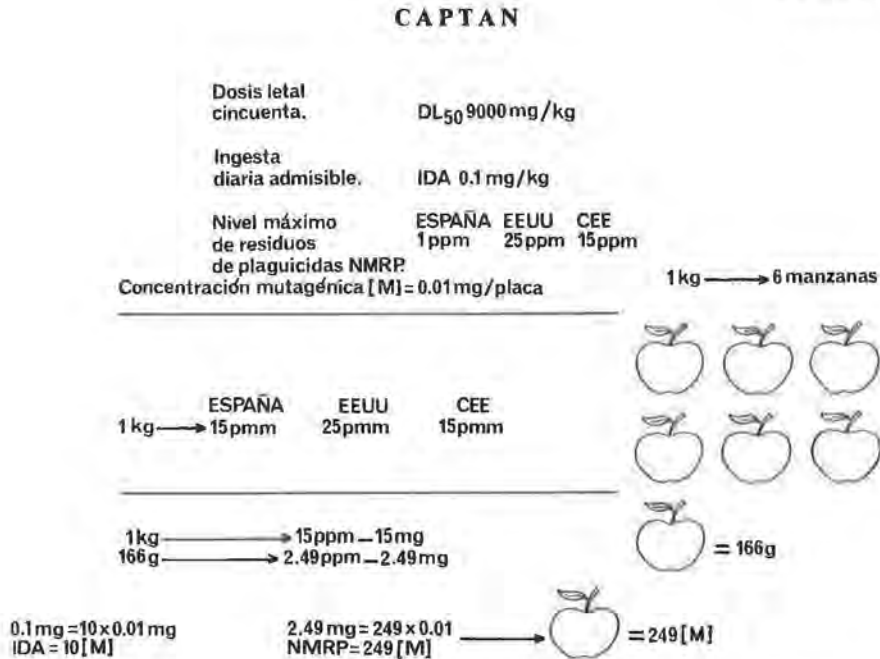 CAPTAN
Dosis letal
cincuenta. DL50 9000 mg/kg
Ingesta
diaria admisible. IDA 0.1 mg/kg
Nivel máximo ESPAÑA EEUU CEE
de residuos 1 ppm 25 ppm 15 ppm
de plaguicidas NMRP.
Concentración mutagénica [M] = 0.01 mg/placa
1 kg → 6 manzanas
ESPAÑA EEUU CEE
1 kg → 15 pmm 25 pmm 15 pmm
1 kg → 15 ppm – 15 mg
166 g → 2.49 ppm – 2.49 mg
= 166 g
0.1 mg = 10 x 0.01 mg 2.49 mg = 249 x 0.01
IDA = 10 [M] NMRP = 249 [M] → = 249 [M]